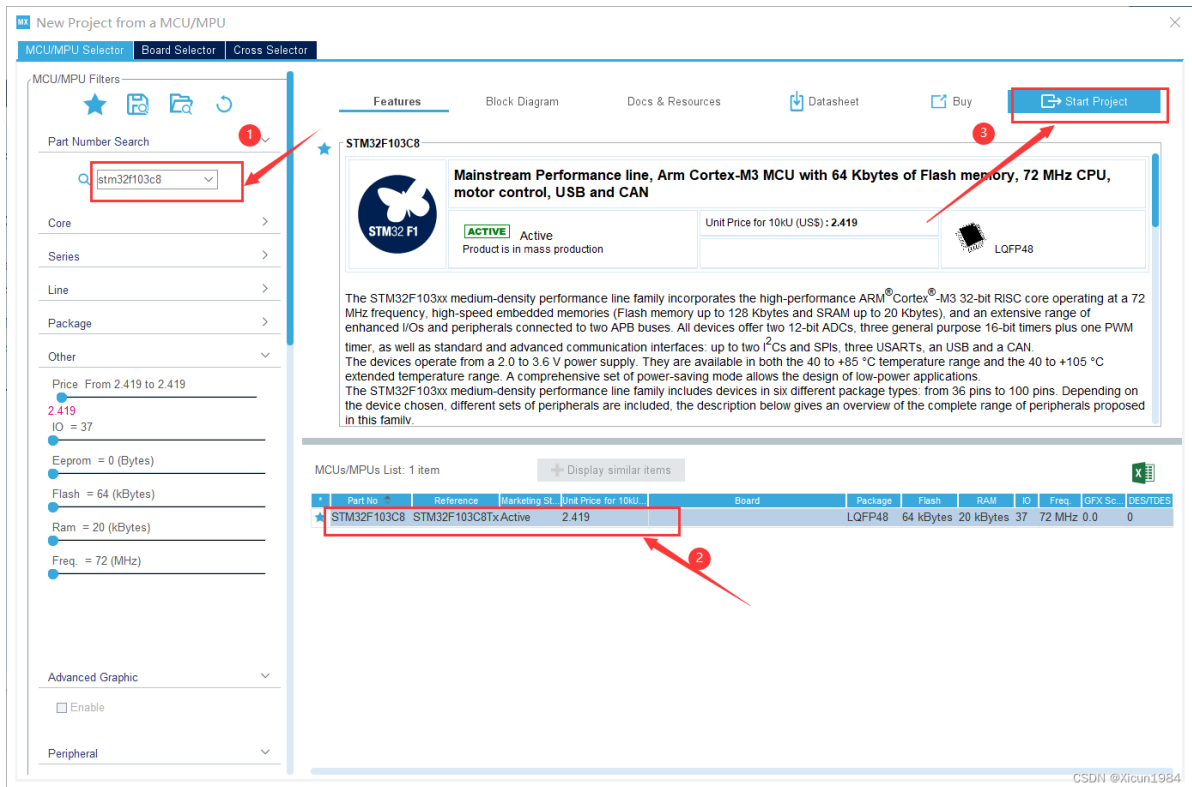 MX New Project from a MCU/MPU
MCU/MPU Selector Board Selector Cross Selector
MCU/MPU Filters
1
Part Number Search
stm32f103c8
Core
Series
Line
Package
Other
Price From 2.419 to 2.419
2.419
IO = 37
Eeprom = 0 (Bytes)
Flash = 64 (kBytes)
Ram = 20 (kBytes)
Freq. = 72 (MHz)
Advanced Graphic
Enable
Peripheral
Features Block Diagram Docs & Resources Datasheet Buy Start Project
3
STM32F103C8
STM32 F1
Mainstream Performance line, Arm Cortex-M3 MCU with 64 Kbytes of Flash memory, 72 MHz CPU,
motor control, USB and CAN
ACTIVE Active
Product is in mass production
Unit Price for 10kU (US$) : 2.419
LQFP48
The STM32F103xx medium-density performance line family incorporates the high-performance ARM®Cortex®-M3 32-bit RISC core operating at a 72
MHz frequency, high-speed embedded memories (Flash memory up to 128 Kbytes and SRAM up to 20 Kbytes), and an extensive range of
enhanced I/Os and peripherals connected to two APB buses. All devices offer two 12-bit ADCs, three general purpose 16-bit timers plus one PWM
timer, as well as standard and advanced communication interfaces: up to two I²Cs and SPIs, three USARTs, an USB and a CAN.
The devices operate from a 2.0 to 3.6 V power supply. They are available in both the 40 to +85 °C temperature range and the 40 to +105 °C
extended temperature range. A comprehensive set of power-saving mode allows the design of low-power applications.
The STM32F103xx medium-density performance line family includes devices in six different package types: from 36 pins to 100 pins. Depending on
the device chosen, different sets of peripherals are included, the description below gives an overview of the complete range of peripherals proposed
in this family.
MCUs/MPUs List: 1 item
Display similar items
X
* Part No Reference Marketing St... Unit Price for 10kU... Board Package Flash RAM IO Freq. GFX Sc... DES/TDES
STM32F103C8 STM32F103C8Tx Active 2.419 LQFP48 64 kBytes 20 kBytes 37 72 MHz 0.0 0
2
CSDN @Xicun1984